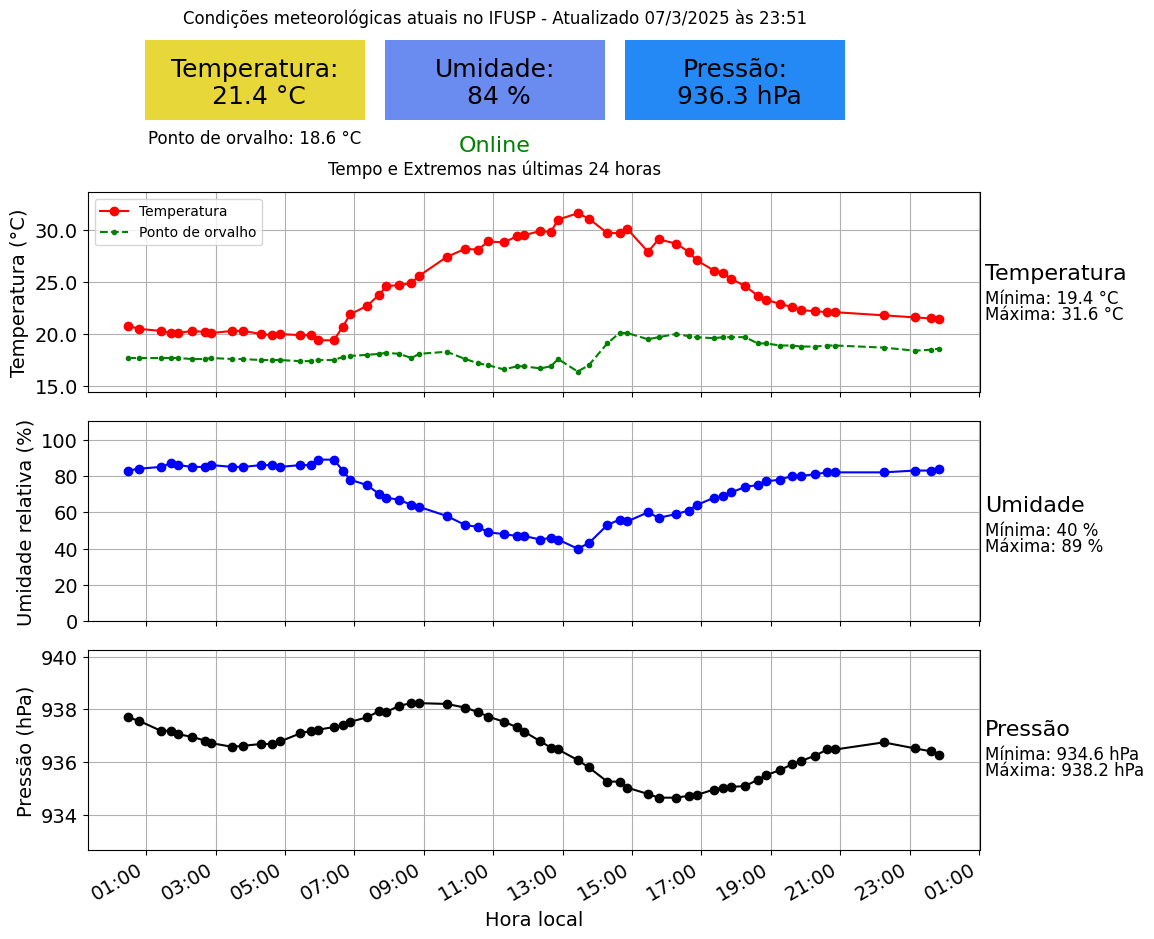 Condições meteorológicas atuais no IFUSP - Atualizado 07/3/2025 às 23:51
Temperatura:
21.4 °C
Umidade:
84 %
Pressão:
936.3 hPa
Ponto de orvalho: 18.6 °C
Online
Tempo e Extremos nas últimas 24 horas
Temperatura (°C)
30.0
25.0
20.0
15.0
Temperatura
Ponto de orvalho
Temperatura
Mínima: 19.4 °C
Máxima: 31.6 °C
Umidade relativa (%)
100
80
60
40
20
0
Umidade
Mínima: 40 %
Máxima: 89 %
Pressão (hPa)
940
938
936
934
Pressão
Mínima: 934.6 hPa
Máxima: 938.2 hPa
01:00 03:00 05:00 07:00 09:00 11:00 13:00 15:00 17:00 19:00 21:00 23:00 01:00
Hora local